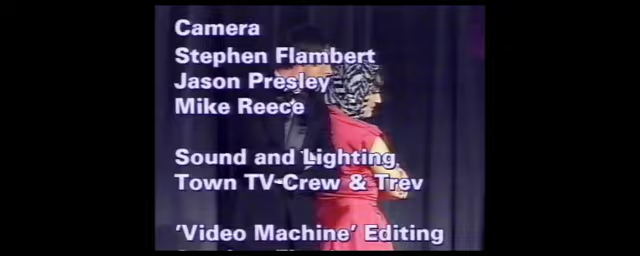 Camera
Stephen Flambert
Jason Presley
Mike Reece
Sound and Lighting
Town TV-Crew & Trev
'Video Machine' Editing